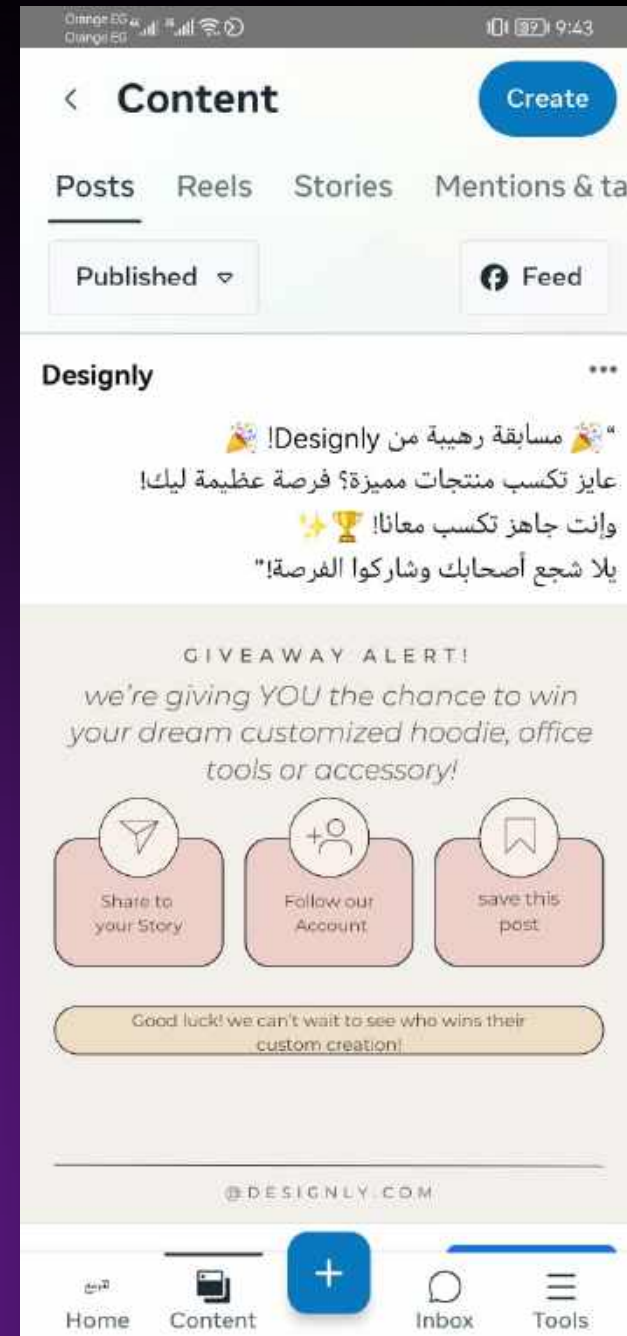 Orange EG
Orange EG
89 9:43
Content
Create
Posts Reels Stories Mentions & ta
Published
Feed
Designly
"🎉 مسابقة رهيبة من Designly! 🎉
عايز تكسب منتجات مميزة؟ فرصة عظيمة ليك!
وإنت جاهز تكسب معانا! 🏆✨
يلا شجع أصحابك وشاركوا الفرصة!"
GIVEAWAY ALERT!
we're giving YOU the chance to win
your dream customized hoodie, office
tools or accessory!
Share to
your Story
Follow our
Account
save this
post
Good luck! we can't wait to see who wins their
custom creation!
@DESIGNLY.COM
Home Content Inbox Tools